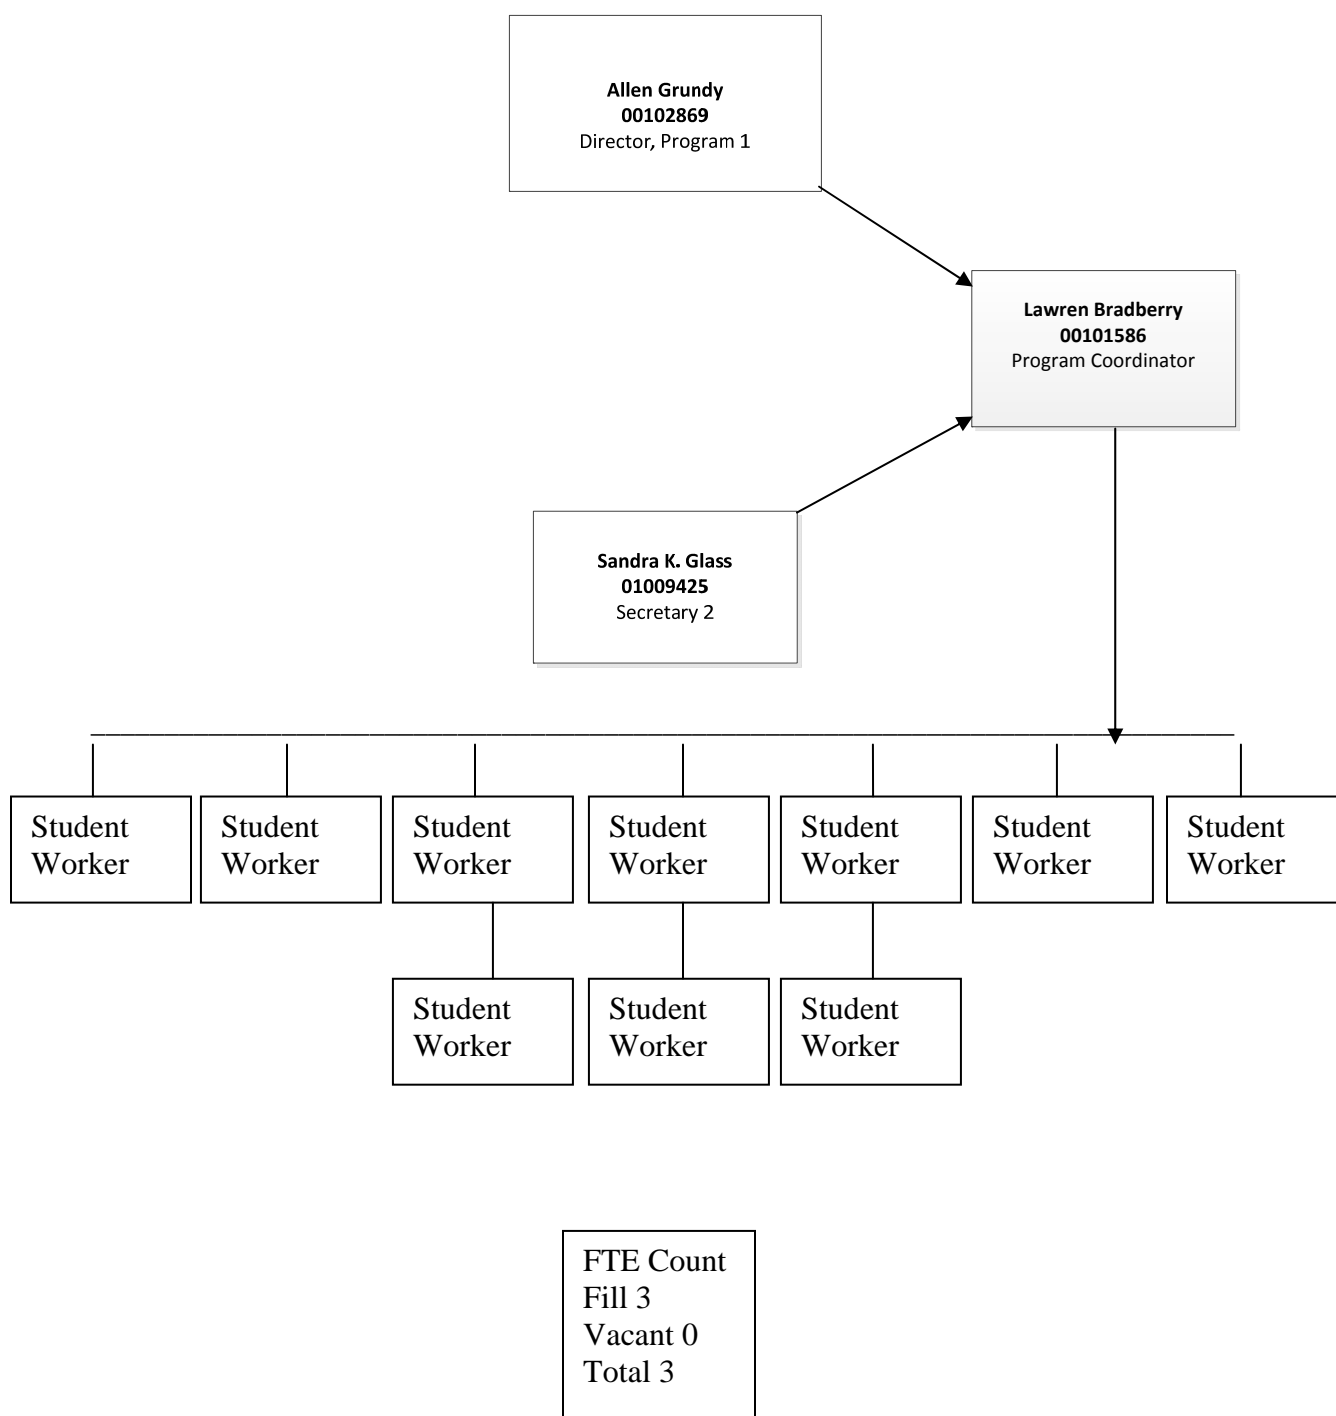 Allen Grundy
00102869
Director, Program 1
Lawren Bradberry
00101586
Program Coordinator
Sandra K. Glass
01009425
Secretary 2
Student
Worker
Student
Worker
Student
Worker
Student
Worker
Student
Worker
Student
Worker
Student
Worker
Student
Worker
Student
Worker
Student
Worker
FTE Count
Fill 3
Vacant 0
Total 3